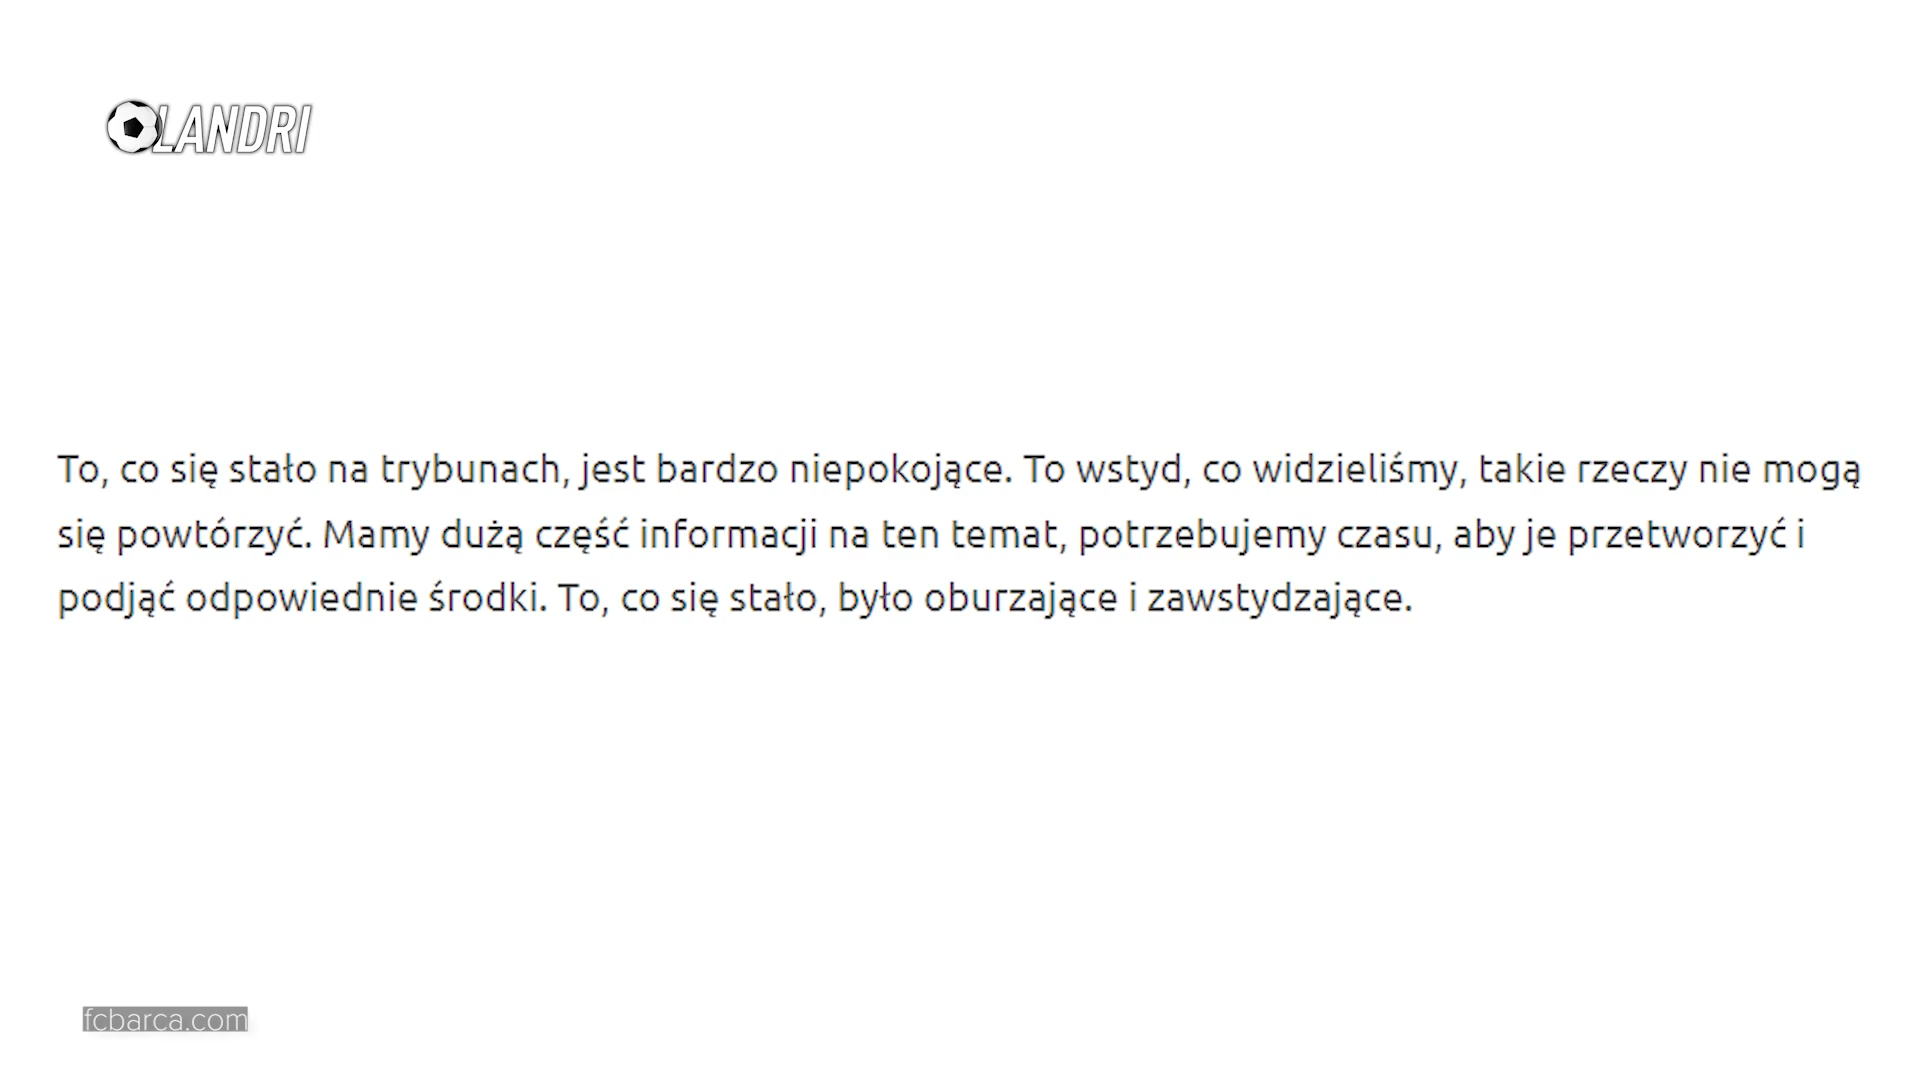 OLANDRI
To, co się stało na trybunach, jest bardzo niepokojące. To wstyd, co widzieliśmy, takie rzeczy nie mogą
się powtórzyć. Mamy dużą część informacji na ten temat, potrzebujemy czasu, aby je przetworzyć i
podjąć odpowiednie środki. To, co się stało, było oburzające i zawstydzające.
fcbarca.com